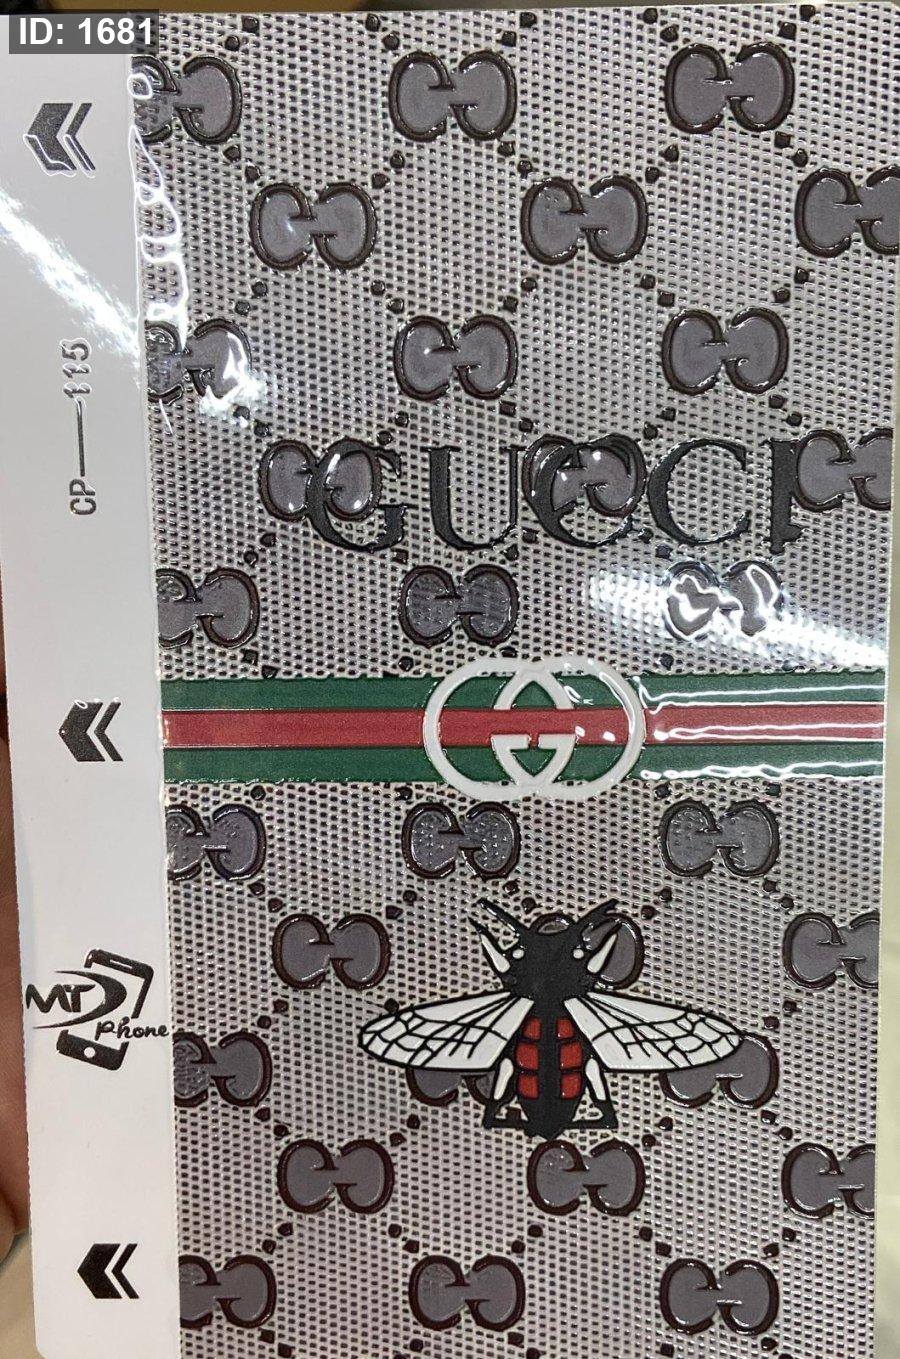 ID: 1681
CP—115
GUCCI
MT
Phone